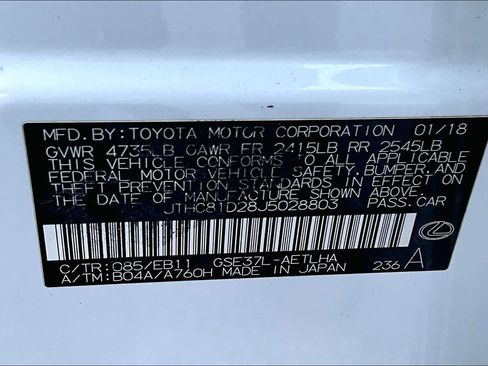 MFD.BY: TOYOTA MOTOR CORPORATION 01/18
GVWR 4735LB GAWR FR 2415LB RR 2545LB
THIS VEHICLE CONFORMS TO ALL APPLICABLE
FEDERAL MOTOR VEHICLE SAFETY, BUMPER, AND
THEFT PREVENTION STANDARDS IN EFFECT ON
THE DATE OF MANUFACTURE SHOWN ABOVE.
JTHC81D28J5028803 PASS.CAR
C/TR: 085/EB11 GSE37L-AETLHA
A/TM: B04A/A760H MADE IN JAPAN 236 A